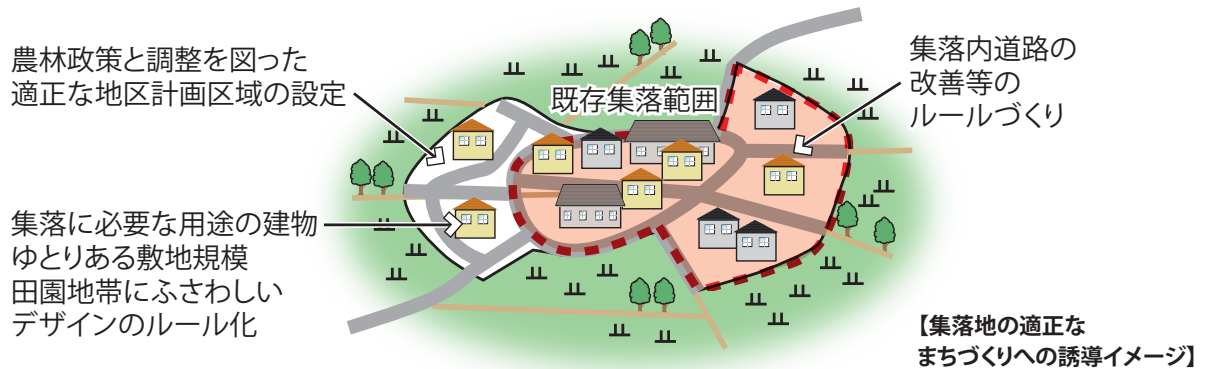 農林政策と調整を図った
適正な地区計画区域の設定
既存集落範囲
集落内道路の
改善等の
ルールづくり
集落に必要な用途の建物
ゆとりある敷地規模
田園地帯にふさわしい
デザインのルール化
【集落地の適正な
まちづくりへの誘導イメージ】